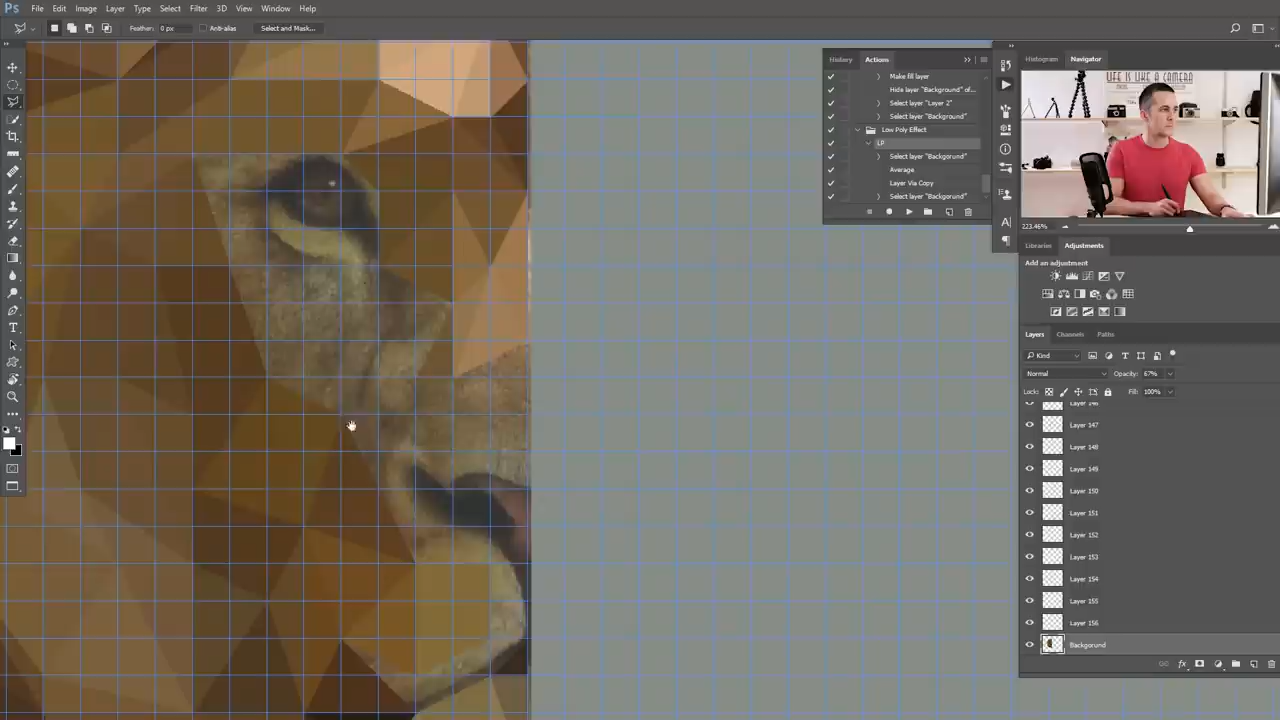 Ps File Edit Image Layer Type Select Filter 3D View Window Help
Feather: 0 px Anti-alias Select and Mask...
History Actions
Make fill layer
Hide layer "Background" of...
Select layer "Layer 2"
Select layer "Background"
Low Poly Effect
LP
Select layer "Background"
Average
Layer Via Copy
Select layer "Background"
Histogram Navigator
LIFE IS LIKE A CAMERA
223.46%
Libraries Adjustments
Add an adjustment
Layers Channels Paths
Kind
Normal Opacity: 67%
Lock: Fill: 100%
Layer 146
Layer 147
Layer 148
Layer 149
Layer 150
Layer 151
Layer 152
Layer 153
Layer 154
Layer 155
Layer 156
Background